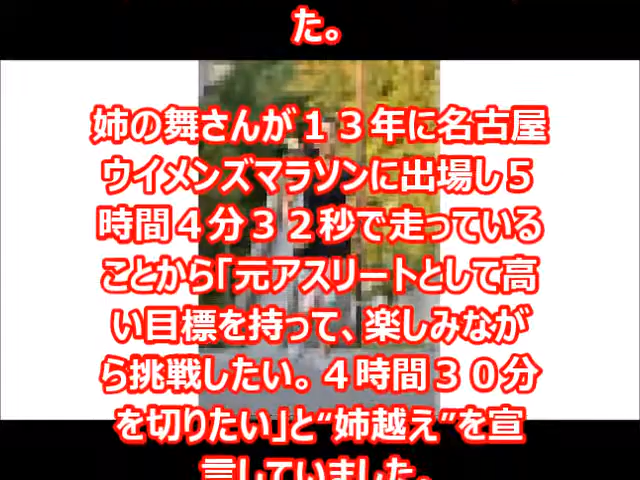 た。
姉の舞さんが１３年に名古屋
ウイメンズマラソンに出場し５
時間４分３２秒で走っている
ことから「元アスリートとして高
い目標を持って、楽しみなが
ら挑戦したい。４時間３０分
を切りたい」と“姉越え”を宣
言していました。